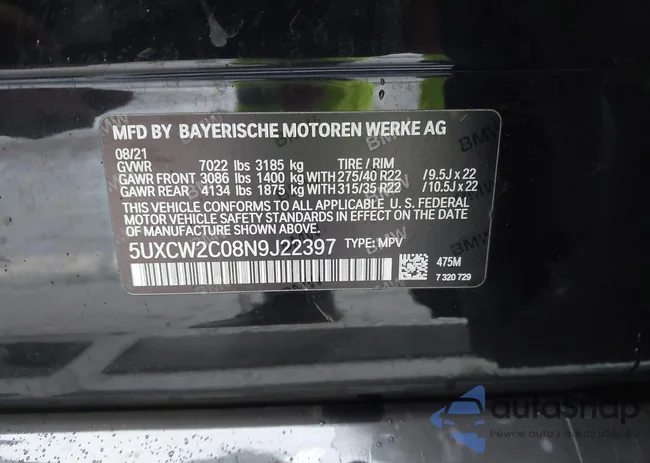 MFD BY BAYERISCHE MOTOREN WERKE AG
08/21
GVWR 7022 lbs 3185 kg TIRE / RIM
GAWR FRONT 3086 lbs 1400 kg WITH 275/40 R22 /9.5J x 22
GAWR REAR 4134 lbs 1875 kg WITH 315/35 R22 /10.5J x 22
THIS VEHICLE CONFORMS TO ALL APPLICABLE U.S. FEDERAL
MOTOR VEHICLE SAFETY STANDARDS IN EFFECT ON THE DATE
OF MANUFACTURE SHOWN ABOVE.
5UXCW2C08N9J22397 TYPE: MPV
475M
7 320 729
autoSnap
Pewne auta z USA